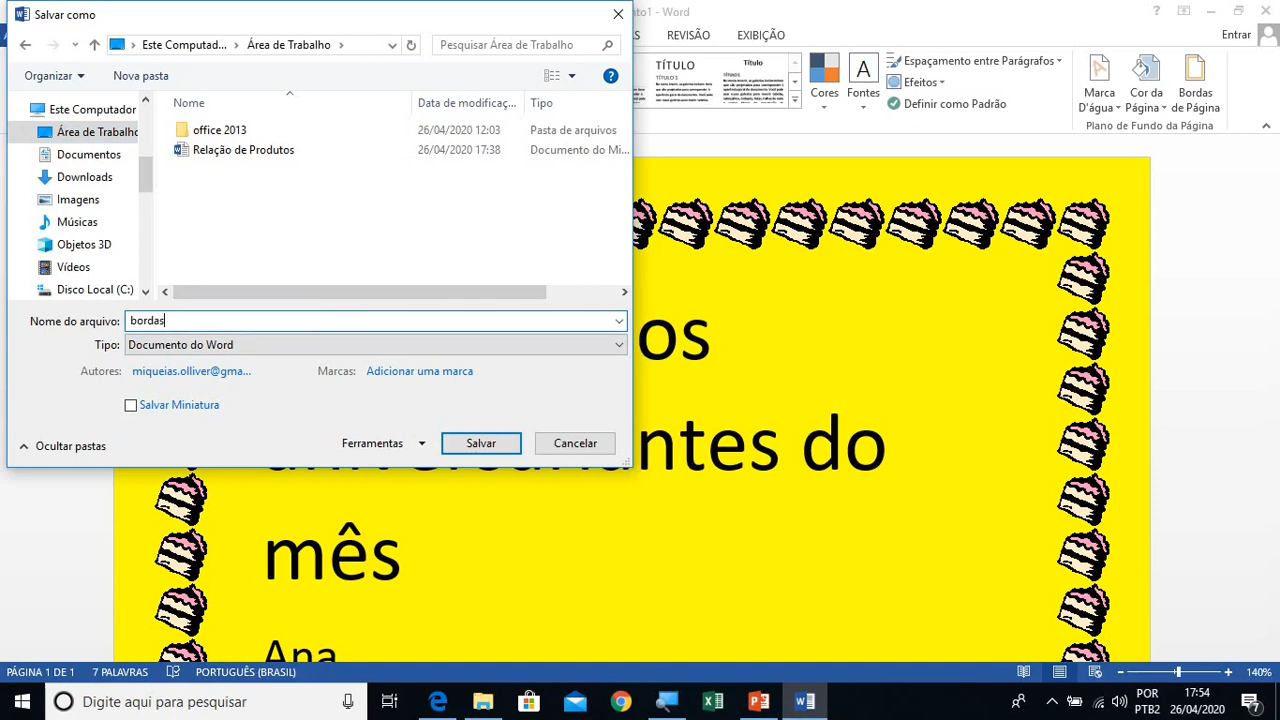 Salvar como
ento1 - Word
?
Este Computad...
Área de Trabalho
Pesquisar Área de Trabalho
S
REVISÃO
EXIBIÇÃO
Entrar
Organizar
Nova pasta
?
TÍTULO
Título
TÍTULO 1
Cores
A
Fontes
Espaçamento entre Parágrafos
Efeitos
Definir como Padrão
Marca D'água
Cor da Página
Bordas de Página
Plano de Fundo da Página
Este Computador
Área de Trabalho
Documentos
Downloads
Imagens
Músicas
Objetos 3D
Vídeos
Disco Local (C:)
Nome
Data de modificaç...
Tipo
office 2013
26/04/2020 12:03
Pasta de arquivos
Relação de Produtos
26/04/2020 17:38
Documento do Mi...
Nome do arquivo:
bordas
Tipo:
Documento do Word
Autores:
miqueias.olliver@gma...
Marcas:
Adicionar uma marca
Salvar Miniatura
Ocultar pastas
Ferramentas
Salvar
Cancelar
os
aniversariantes do
mês
Ana
PÁGINA 1 DE 1
7 PALAVRAS
PORTUGUÊS (BRASIL)
140%
Digite aqui para pesquisar
POR
PTB2
17:54
26/04/2020
7